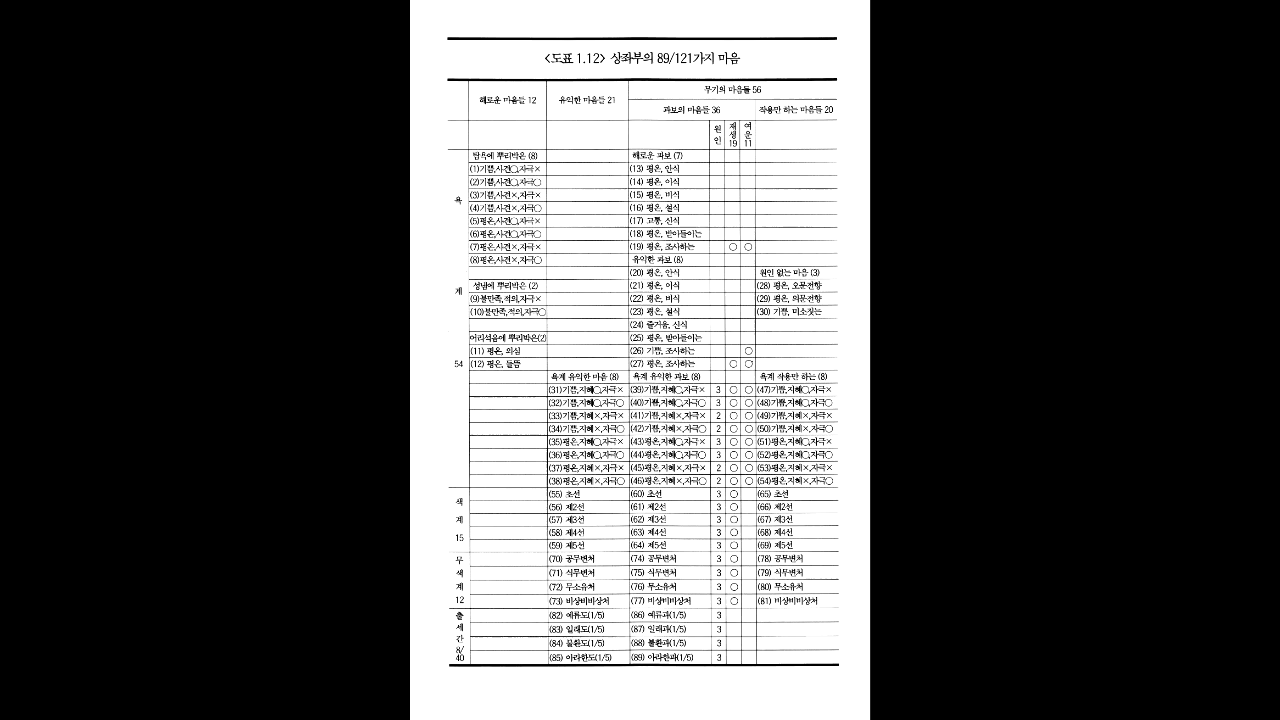 <도표 1.12> 상좌부의 89/121가지 마음
해로운 마음들 12 유익한 마음들 21 무기의 마음들 56
과보의 마음들 36 작용만 하는 마음들 20
원인 재생19 여운11
탐욕에 뿌리박은 (8) 해로운 과보 (7)
(1)기쁨,사견○,자극× (13) 평온, 안식
(2)기쁨,사견○,자극○ (14) 평온, 이식
(3)기쁨,사견×,자극× (15) 평온, 비식
욕 (4)기쁨,사견×,자극○ (16) 평온, 설식
(5)평온,사견○,자극× (17) 고통, 신식
(6)평온,사견○,자극○ (18) 평온, 받아들이는
(7)평온,사견×,자극× (19) 평온, 조사하는 ○ ○
(8)평온,사견×,자극○ 유익한 과보 (8)
(20) 평온, 안식 원인 없는 마음 (3)
계 성냄에 뿌리박은 (2) (21) 평온, 이식 (28) 평온, 오문전향
(9)불만족,적의,자극× (22) 평온, 비식 (29) 평온, 의문전향
(10)불만족,적의,자극○ (23) 평온, 설식 (30) 기쁨, 미소짓는
(24) 즐거움, 신식
어리석음에 뿌리박은(2) (25) 평온, 받아들이는
(11) 평온, 의심 (26) 기쁨, 조사하는 ○
54 (12) 평온, 들뜸 (27) 평온, 조사하는 ○ ○
욕계 유익한 마음 (8) 욕계 유익한 과보 (8) 욕계 작용만 하는 (8)
(31)기쁨,지혜○,자극× (39)기쁨,지혜○,자극× 3 ○ ○ (47)기쁨,지혜○,자극×
(32)기쁨,지혜○,자극○ (40)기쁨,지혜○,자극○ 3 ○ ○ (48)기쁨,지혜○,자극○
(33)기쁨,지혜×,자극× (41)기쁨,지혜×,자극× 2 ○ ○ (49)기쁨,지혜×,자극×
(34)기쁨,지혜×,자극○ (42)기쁨,지혜×,자극○ 2 ○ ○ (50)기쁨,지혜×,자극○
(35)평온,지혜○,자극× (43)평온,지혜○,자극× 3 ○ ○ (51)평온,지혜○,자극×
(36)평온,지혜○,자극○ (44)평온,지혜○,자극○ 3 ○ ○ (52)평온,지혜○,자극○
(37)평온,지혜×,자극× (45)평온,지혜×,자극× 2 ○ ○ (53)평온,지혜×,자극×
(38)평온,지혜×,자극○ (46)평온,지혜×,자극○ 2 ○ ○ (54)평온,지혜×,자극○
색 (55) 초선 (60) 초선 3 ○ (65) 초선
(56) 제2선 (61) 제2선 3 ○ (66) 제2선
계 (57) 제3선 (62) 제3선 3 ○ (67) 제3선
15 (58) 제4선 (63) 제4선 3 ○ (68) 제4선
(59) 제5선 (64) 제5선 3 ○ (69) 제5선
무 (70) 공무변처 (74) 공무변처 3 ○ (78) 공무변처
색 (71) 식무변처 (75) 식무변처 3 ○ (79) 식무변처
계 (72) 무소유처 (76) 무소유처 3 ○ (80) 무소유처
12 (73) 비상비비상처 (77) 비상비비상처 3 ○ (81) 비상비비상처
출 (82) 예류도(1/5) (86) 예류과(1/5) 3
세 (83) 일래도(1/5) (87) 일래과(1/5) 3
간 (84) 불환도(1/5) (88) 불환과(1/5) 3
8/40 (85) 아라한도(1/5) (89) 아라한과(1/5) 3